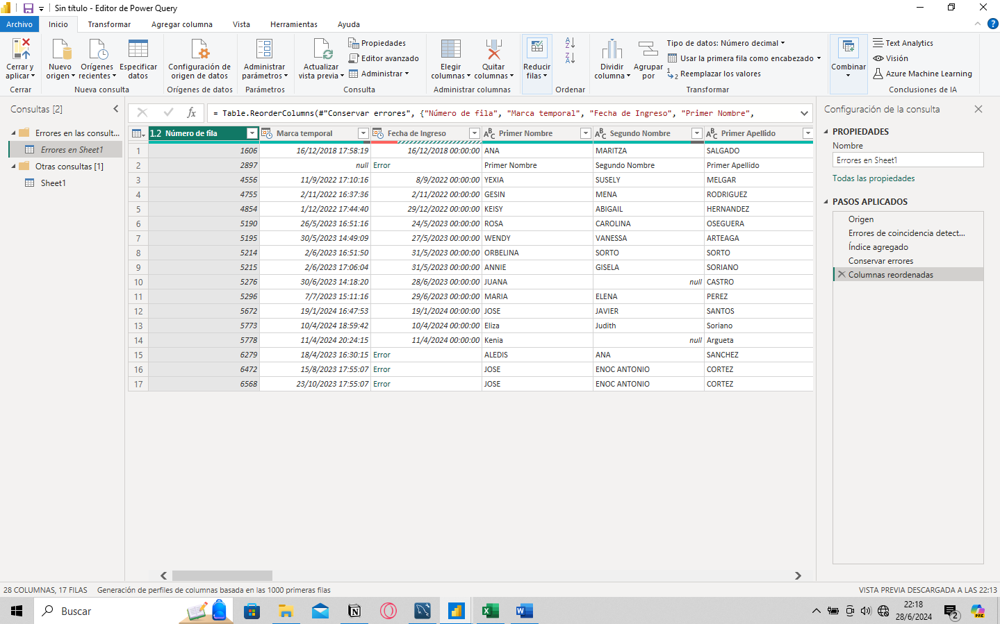 Sin título - Editor de Power Query
Archivo Inicio Transformar Agregar columna Vista Herramientas Ayuda
Cerrar y aplicar
Cerrar
Nuevo origen
Orígenes recientes
Especificar datos
Nueva consulta
Configuración de origen de datos
Orígenes de datos
Administrar parámetros
Parámetros
Actualizar vista previa
Propiedades
Editor avanzado
Administrar
Consulta
Elegir columnas
Quitar columnas
Administrar columnas
Reducir filas
Ordenar
Dividir columna
Agrupar por
Tipo de datos: Número decimal
Usar la primera fila como encabezado
Reemplazar los valores
Transformar
Combinar
Text Analytics
Visión
Azure Machine Learning
Conclusiones de IA
Consultas [2]
Errores en las consult...
Errores en Sheet1
Otras consultas [1]
Sheet1
= Table.ReorderColumns(#"Conservar errores", {"Número de fila", "Marca temporal", "Fecha de Ingreso", "Primer Nombre",
1.2 Número de fila Marca temporal Fecha de Ingreso ABC Primer Nombre ABC Segundo Nombre ABC Primer Apellido
1 1606 16/12/2018 17:58:19 16/12/2018 00:00:00 ANA MARITZA SALGADO
2 2897 null Error Primer Nombre Segundo Nombre Primer Apellido
3 4556 11/9/2022 17:10:16 8/9/2022 00:00:00 YEXIA SUSELY MELGAR
4 4755 2/11/2022 16:37:36 2/11/2022 00:00:00 GESIN MENA RODRIGUEZ
5 4854 1/12/2022 17:44:40 29/12/2022 00:00:00 KEISY ABIGAIL HERNANDEZ
6 5190 26/5/2023 16:51:16 24/5/2023 00:00:00 ROSA CAROLINA OSEGUERA
7 5195 30/5/2023 14:49:09 27/5/2023 00:00:00 WENDY VANESSA ARTEAGA
8 5214 2/6/2023 16:51:50 31/5/2023 00:00:00 ORBELINA SORTO SORTO
9 5215 2/6/2023 17:06:04 31/5/2023 00:00:00 ANNIE GISELA SORIANO
10 5276 30/6/2023 14:18:20 28/6/2023 00:00:00 JUANA null CASTRO
11 5296 7/7/2023 15:11:16 29/6/2023 00:00:00 MARIA ELENA PEREZ
12 5672 19/1/2024 16:47:53 19/1/2024 00:00:00 JOSE JAVIER SANTOS
13 5773 10/4/2024 18:59:42 10/4/2024 00:00:00 Eliza Judith Soriano
14 5778 11/4/2024 20:24:15 11/4/2024 00:00:00 Kenia null Argueta
15 6279 18/4/2023 16:30:15 Error ALEDIS ANA SANCHEZ
16 6472 15/8/2023 17:55:07 Error JOSE ENOC ANTONIO CORTEZ
17 6568 23/10/2023 17:55:07 Error JOSE ENOC ANTONIO CORTEZ
Configuración de la consulta
PROPIEDADES
Nombre
Errores en Sheet1
Todas las propiedades
PASOS APLICADOS
Origen
Errores de coincidencia detect...
Índice agregado
Conservar errores
Columnas reordenadas
28 COLUMNAS, 17 FILAS Generación de perfiles de columnas basada en las 1000 primeras filas
VISTA PREVIA DESCARGADA A LAS 22:13
Buscar
22:18
28/6/2024
2
PRE